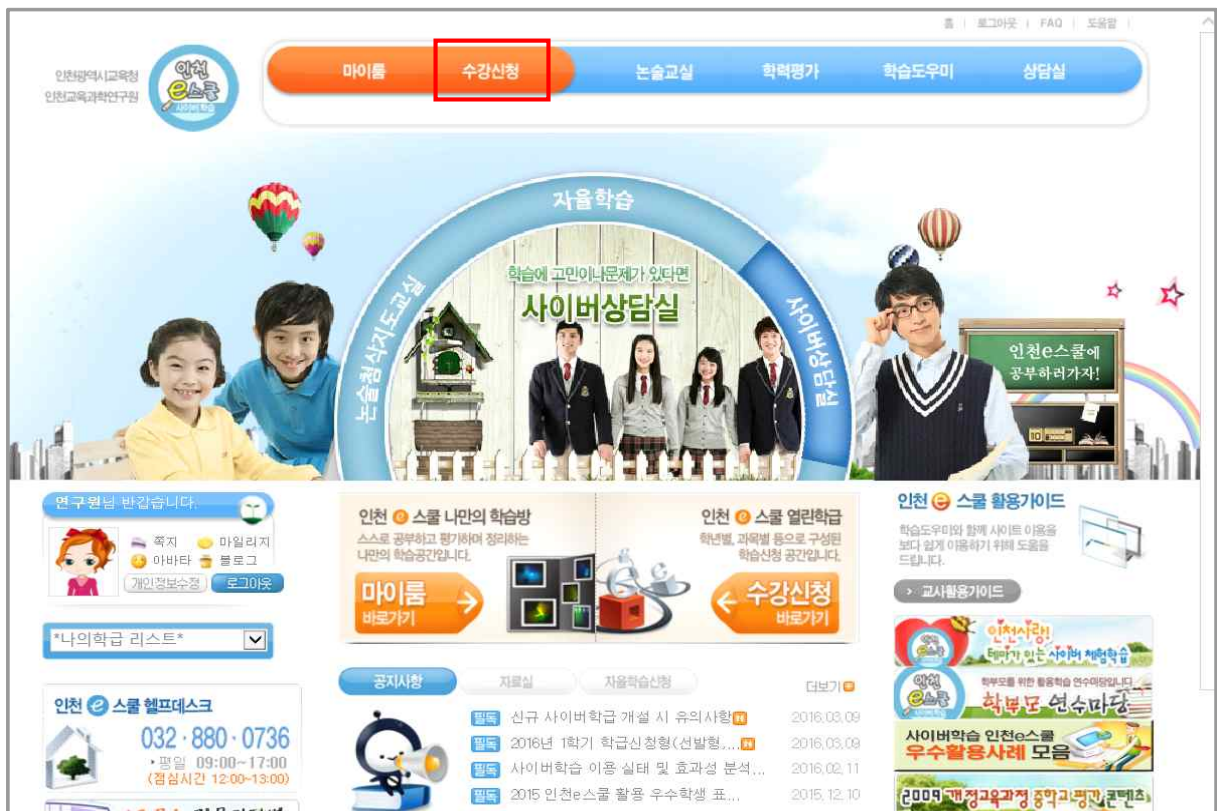 홈 | 로그아웃 | FAQ | 도움말 |
인천광역시교육청
인천교육과학연구원
인천
e스쿨
사이버 학습
마이룸 수강신청 논술교실 학력평가 학습도우미 상담실
자율학습
논술첨삭지도교실
사이버상담실
학습에 고민이나문제가 있다면
사이버상담실
인천e스쿨에
공부하러가자!
연구원님 반갑습니다.
쪽지 마일리지
아바타 블로그
개인정보수정 로그아웃
*나의학급 리스트*
인천 e 스쿨 헬프데스크
032·880·0736
평일 09:00~17:00
(점심시간 12:00~13:00)
인천 e 스쿨 나만의 학습방
스스로 공부하고 평가하며 정리하는
나만의 학습공간입니다.
마이룸
바로가기
인천 e 스쿨 열린학급
학년별, 과목별 등으로 구성된
학습신청 공간입니다.
수강신청
바로가기
공지사항 자료실 자율학습신청 더보기
필독 신규 사이버학급 개설 시 유의사항 2016.03.09
필독 2016년 1학기 학급신청형(선발형,... 2016.03.09
필독 사이버학습 이용 실태 및 효과성 분석... 2016.02.11
필독 2015 인천e스쿨 활용 우수학생 표... 2015.12.10
인천 e 스쿨 활용가이드
학습도우미와 함께 사이트 이용을
보다 쉽게 이용하기 위해 도움을
드립니다.
> 교사활용가이드
인천
e스쿨
인천사랑!
테마가 있는 사이버 체험학습
인천
e스쿨
학부모를 위한 활용학습 연수마당입니다
학부모 연수마당
사이버학습 인천e스쿨
우수활용사례 모음
2009 개정교육과정 중학교 평가 콘텐츠